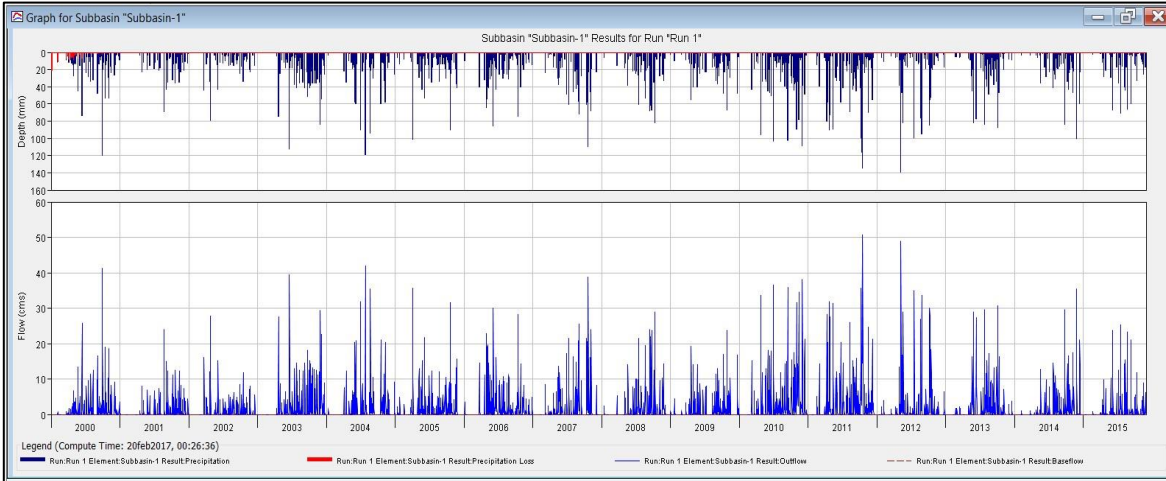 Graph for Subbasin "Subbasin-1"
Subbasin "Subbasin-1" Results for Run "Run 1"
0
20
40
60
80
100
120
140
160
Depth (mm)
60
50
40
30
20
10
0
Flow (cms)
2000 2001 2002 2003 2004 2005 2006 2007 2008 2009 2010 2011 2012 2013 2014 2015
Legend (Compute Time: 20feb2017, 00:26:36)
Run:Run 1 Element:Subbasin-1 Result:Precipitation Run:Run 1 Element:Subbasin-1 Result:Precipitation Loss Run:Run 1 Element:Subbasin-1 Result:Outflow Run:Run 1 Element:Subbasin-1 Result:Baseflow